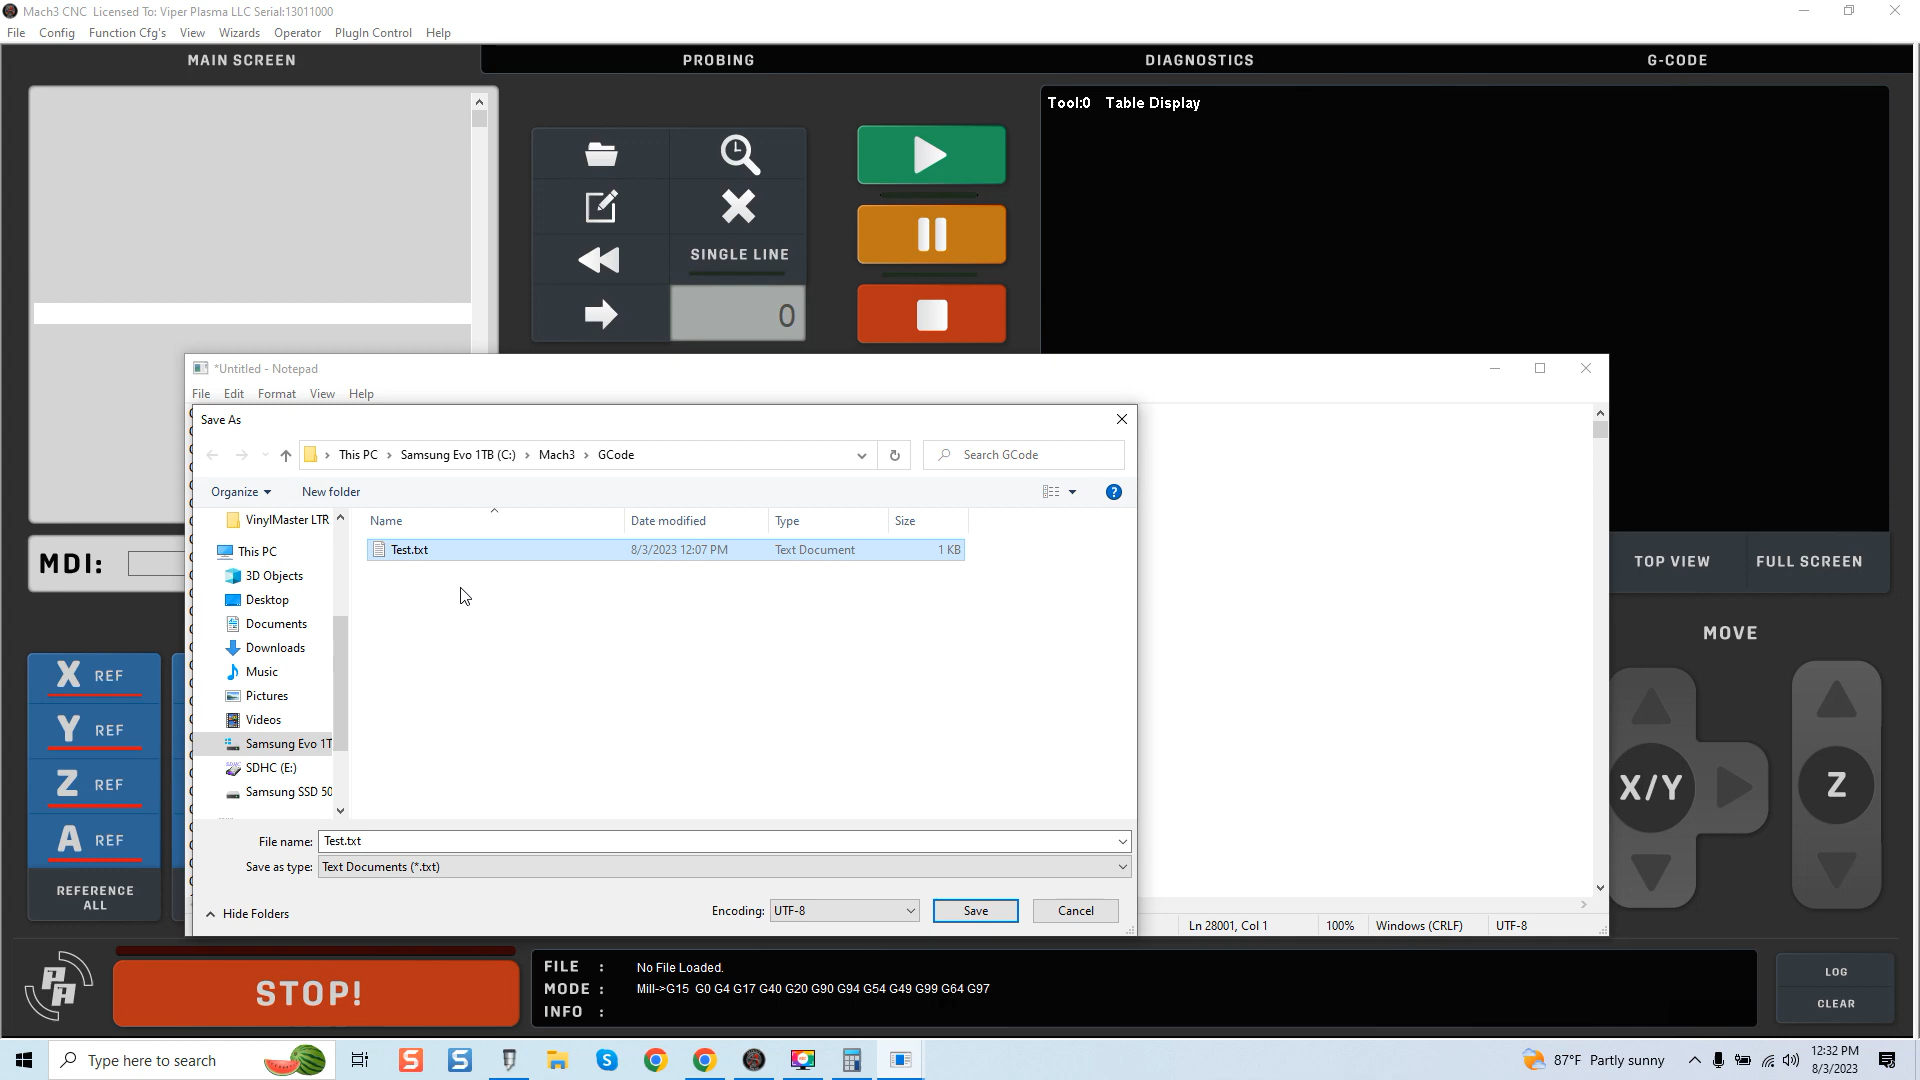 Mach3 CNC Licensed To: Viper Plasma LLC Serial:13011000
File Config Function Cfg's View Wizards Operator PlugIn Control Help
MAIN SCREEN PROBING DIAGNOSTICS G-CODE
Tool:0 Table Display
SINGLE LINE
0
*Untitled - Notepad
File Edit Format View Help
Save As
This PC Samsung Evo 1TB (C:) Mach3 GCode
Search GCode
Organize New folder
Name Date modified Type Size
Test.txt 8/3/2023 12:07 PM Text Document 1 KB
VinylMaster LTR
This PC
3D Objects
Desktop
Documents
Downloads
Music
Pictures
Videos
Samsung Evo 1T
SDHC (E:)
Samsung SSD 50
File name: Test.txt
Save as type: Text Documents (*.txt)
Hide Folders
Encoding: UTF-8
Save Cancel
Ln 28001, Col 1 100% Windows (CRLF) UTF-8
MDI:
TOP VIEW FULL SCREEN
MOVE
X REF
Y REF
Z REF
A REF
REFERENCE
ALL
X/Y Z
STOP!
FILE : No File Loaded.
MODE : Mill->G15 G0 G4 G17 G40 G20 G90 G94 G54 G49 G99 G64 G97
INFO :
LOG
CLEAR
Type here to search
87°F Partly sunny
12:32 PM
8/3/2023